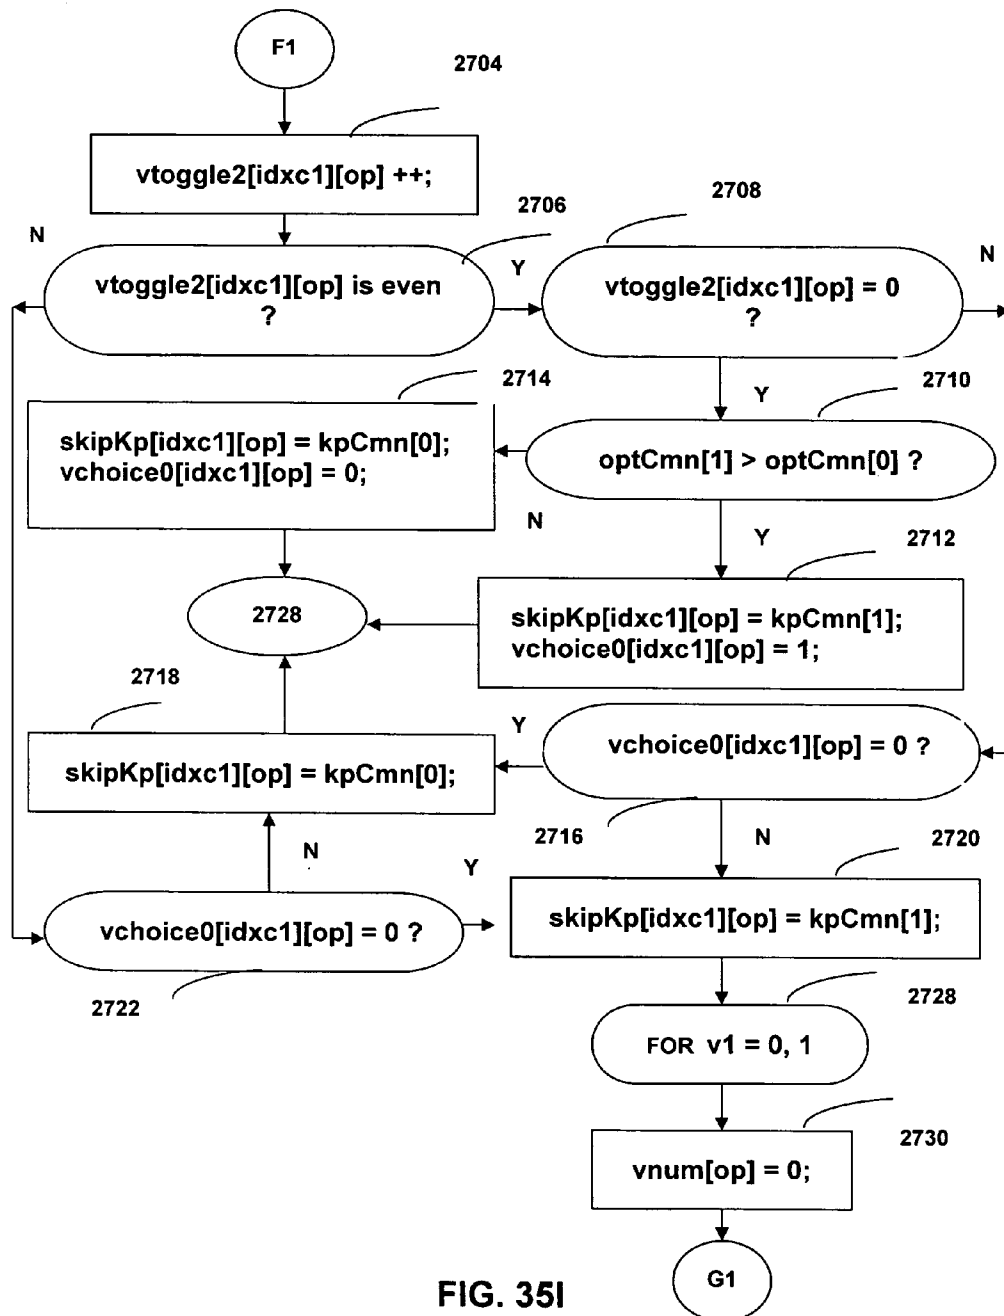 F1
2704
vtoggle2[idxc1][op] ++;
2706
2708
N
vtoggle2[idxc1][op] is even
?
Y
vtoggle2[idxc1][op] = 0
?
N
2714
Y
2710
skipKp[idxc1][op] = kpCmn[0];
vchoice0[idxc1][op] = 0;
optCmn[1] > optCmn[0] ?
N
Y
2712
2728
skipKp[idxc1][op] = kpCmn[1];
vchoice0[idxc1][op] = 1;
2718
Y
vchoice0[idxc1][op] = 0 ?
skipKp[idxc1][op] = kpCmn[0];
2716
N
2720
N
Y
vchoice0[idxc1][op] = 0 ?
skipKp[idxc1][op] = kpCmn[1];
2722
2728
FOR v1 = 0, 1
2730
vnum[op] = 0;
G1
FIG. 35I